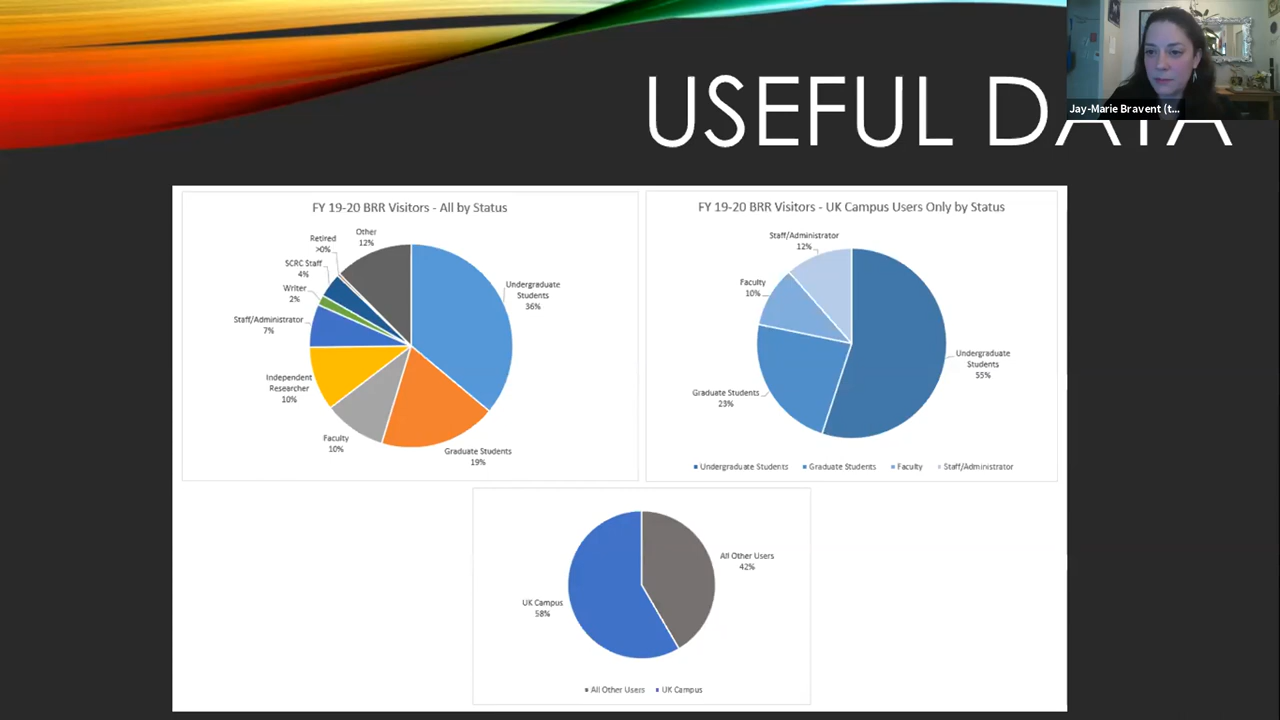 USEFUL DATA
Jay-Marie Bravent (t...
FY 19-20 BRR Visitors - All by Status
Other
12%
Retired
>0%
SCRC Staff
4%
Writer
2%
Staff/Administrator
7%
Independent
Researcher
10%
Faculty
10%
Graduate Students
19%
Undergraduate
Students
36%
FY 19-20 BRR Visitors - UK Campus Users Only by Status
Staff/Administrator
12%
Faculty
10%
Graduate Students
23%
Undergraduate
Students
55%
Undergraduate Students Graduate Students Faculty Staff/Administrator
All Other Users
42%
UK Campus
58%
All Other Users UK Campus